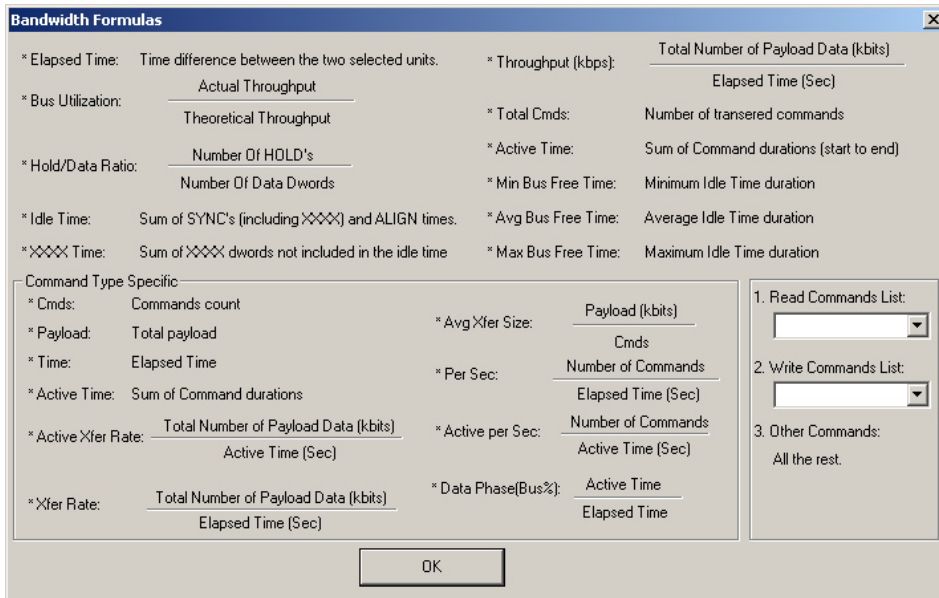 Bandwidth Formulas
* Elapsed Time: Time difference between the two selected units.
* Bus Utilization: Actual Throughput
Theoretical Throughput
* Hold/Data Ratio: Number Of HOLD's
Number Of Data Dwords
* Idle Time: Sum of SYNC's (including XXXX) and ALIGN times.
* XXXX Time: Sum of XXXX dwords not included in the idle time
* Throughput (kbps): Total Number of Payload Data (kbits)
Elapsed Time (Sec)
* Total Cmds: Number of transered commands
* Active Time: Sum of Command durations (start to end)
* Min Bus Free Time: Minimum Idle Time duration
* Avg Bus Free Time: Average Idle Time duration
* Max Bus Free Time: Maximum Idle Time duration
Command Type Specific
* Cmds: Commands count
* Payload: Total payload
* Time: Elapsed Time
* Active Time: Sum of Command durations
* Active Xfer Rate: Total Number of Payload Data (kbits)
Active Time (Sec)
* Xfer Rate: Total Number of Payload Data (kbits)
Elapsed Time (Sec)
* Avg Xfer Size: Payload (kbits)
Cmds
* Per Sec: Number of Commands
Elapsed Time (Sec)
* Active per Sec: Number of Commands
Active Time (Sec)
* Data Phase(Bus%): Active Time
Elapsed Time
1. Read Commands List:
2. Write Commands List:
3. Other Commands:
All the rest.
OK